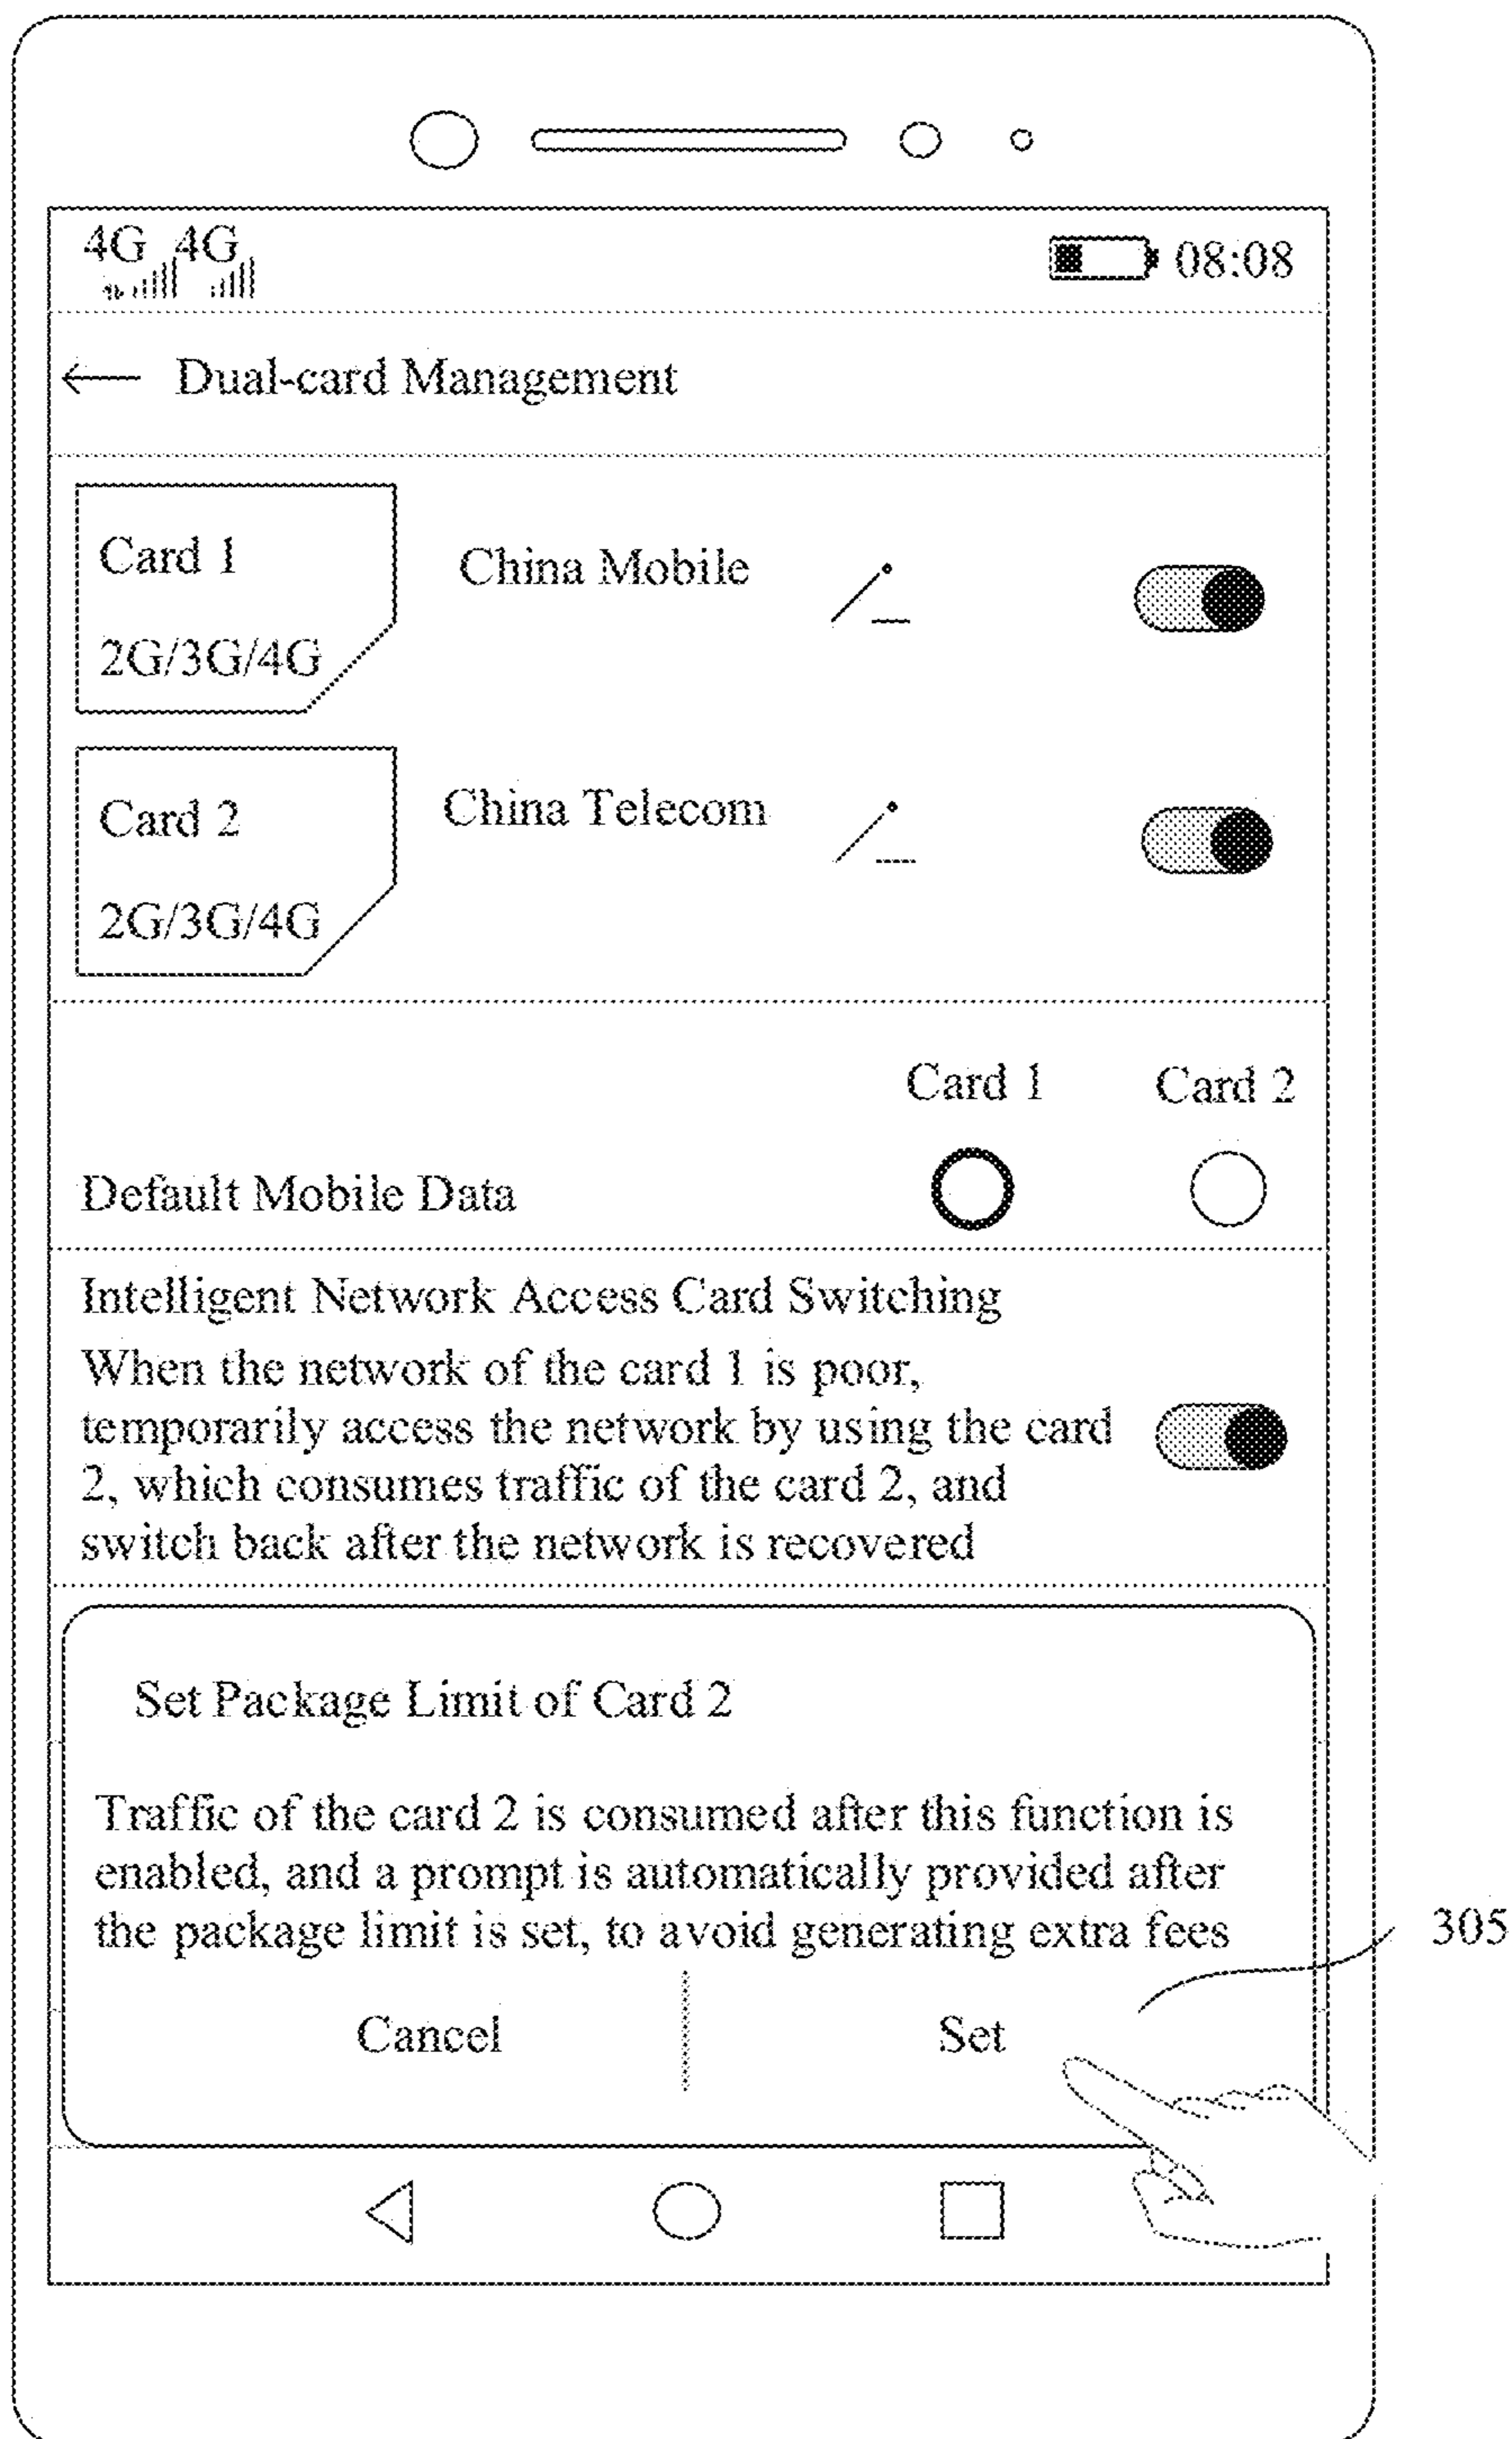 4G 4G
08:08
Dual-card Management
Card 1
China Mobile
2G/3G/4G
Card 2
China Telecom
2G/3G/4G
Card 1 Card 2
Default Mobile Data
Intelligent Network Access Card Switching
When the network of the card 1 is poor,
temporarily access the network by using the card
2, which consumes traffic of the card 2, and
switch back after the network is recovered
Set Package Limit of Card 2
Traffic of the card 2 is consumed after this function is
enabled, and a prompt is automatically provided after
the package limit is set, to avoid generating extra fees
305
Cancel Set